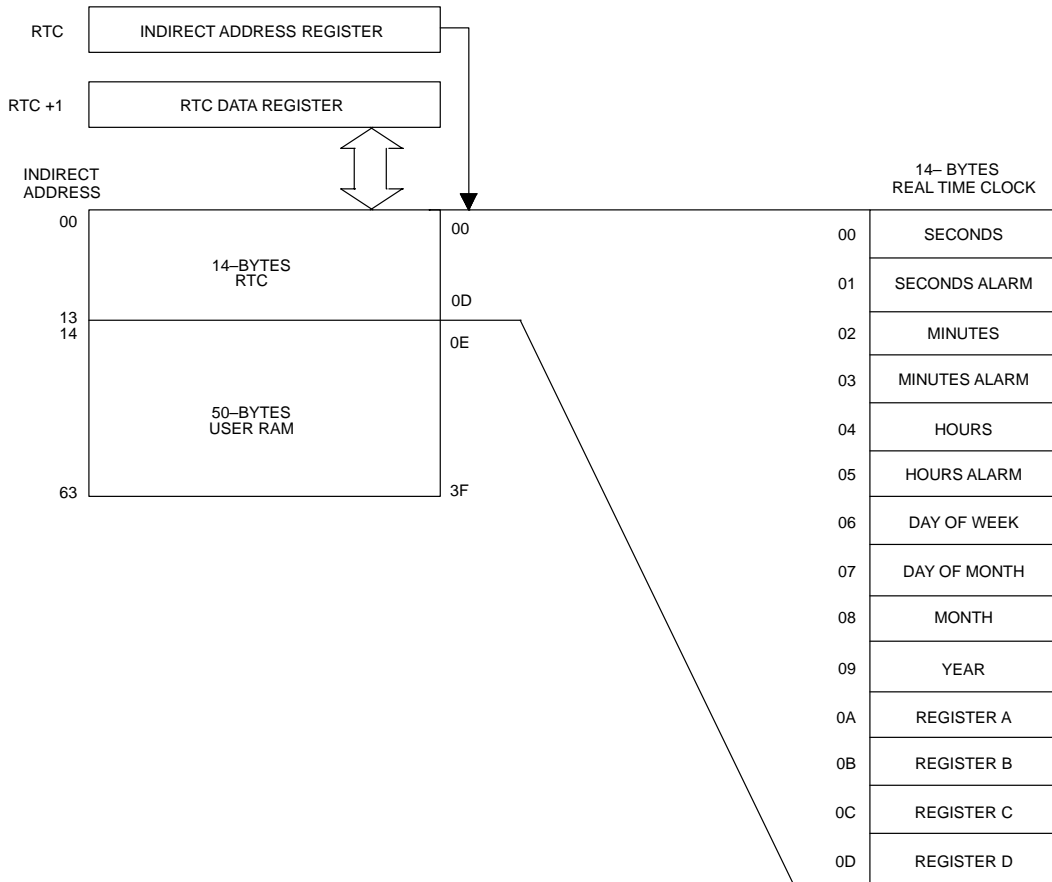 RTC
INDIRECT ADDRESS REGISTER
RTC +1
RTC DATA REGISTER
INDIRECT
ADDRESS
00
00
14–BYTES
RTC
0D
13
14
0E
50–BYTES
USER RAM
63
3F
14– BYTES
REAL TIME CLOCK
00 SECONDS
01 SECONDS ALARM
02 MINUTES
03 MINUTES ALARM
04 HOURS
05 HOURS ALARM
06 DAY OF WEEK
07 DAY OF MONTH
08 MONTH
09 YEAR
0A REGISTER A
0B REGISTER B
0C REGISTER C
0D REGISTER D